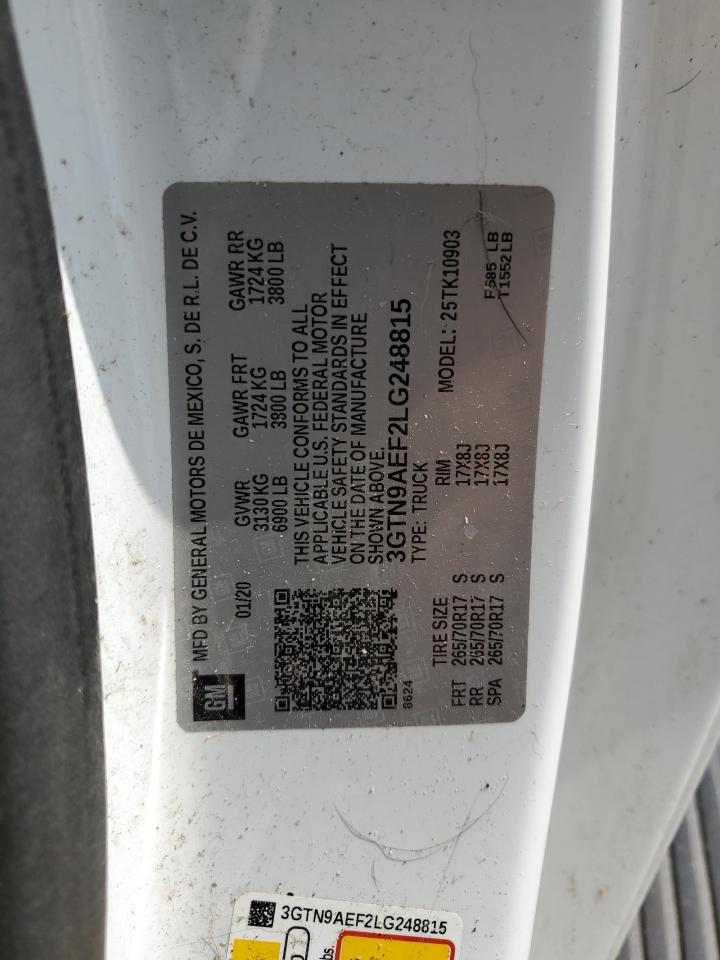 GM
MFD BY GENERAL MOTORS DE MEXICO, S. DE R.L. DE C.V.
01/20 GVWR GAWR FRT GAWR RR
3130 KG 1724 KG 1724 KG
6900 LB 3800 LB 3800 LB
THIS VEHICLE CONFORMS TO ALL
APPLICABLE U.S. FEDERAL MOTOR
VEHICLE SAFETY STANDARDS IN EFFECT
ON THE DATE OF MANUFACTURE
SHOWN ABOVE.
3GTN9AEF2LG248815
8624 TYPE: TRUCK
TIRE SIZE RIM MODEL: 25TK10903
FRT 265/70R17 S 17X8J
RR 265/70R17 S 17X8J F585 LB
SPA 265/70R17 S 17X8J T1552 LB
3GTN9AEF2LG248815
lbs.